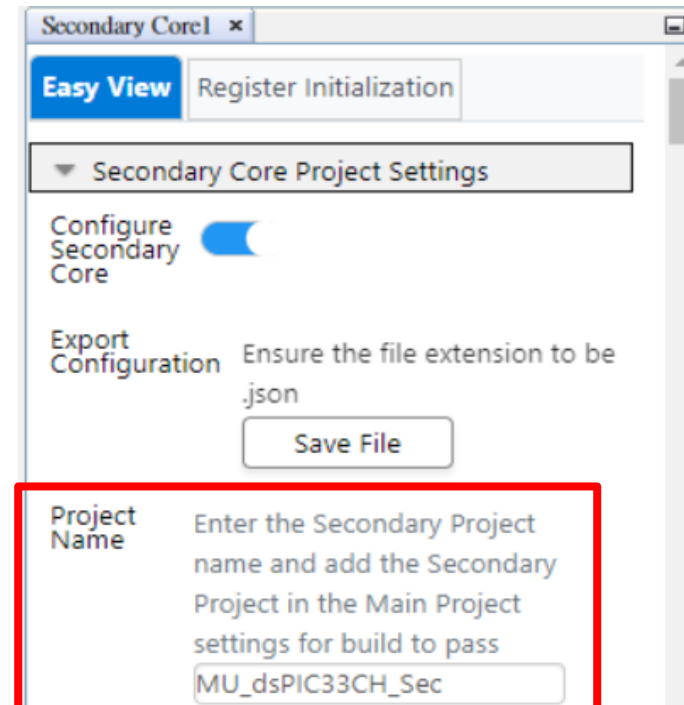 Secondary Core1 ×
Easy View Register Initialization
Secondary Core Project Settings
Configure
Secondary
Core
Export
Configuration
Ensure the file extension to be
.json
Save File
Project
Name
Enter the Secondary Project
name and add the Secondary
Project in the Main Project
settings for build to pass
MU_dsPIC33CH_Sec